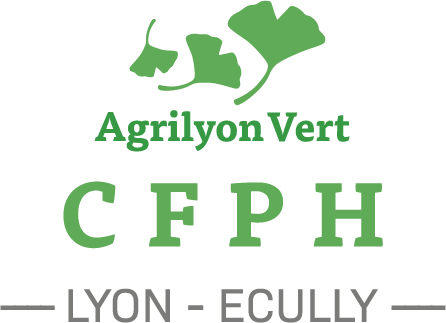 Agrilyon Vert
CFPH
LYON - ECULLY